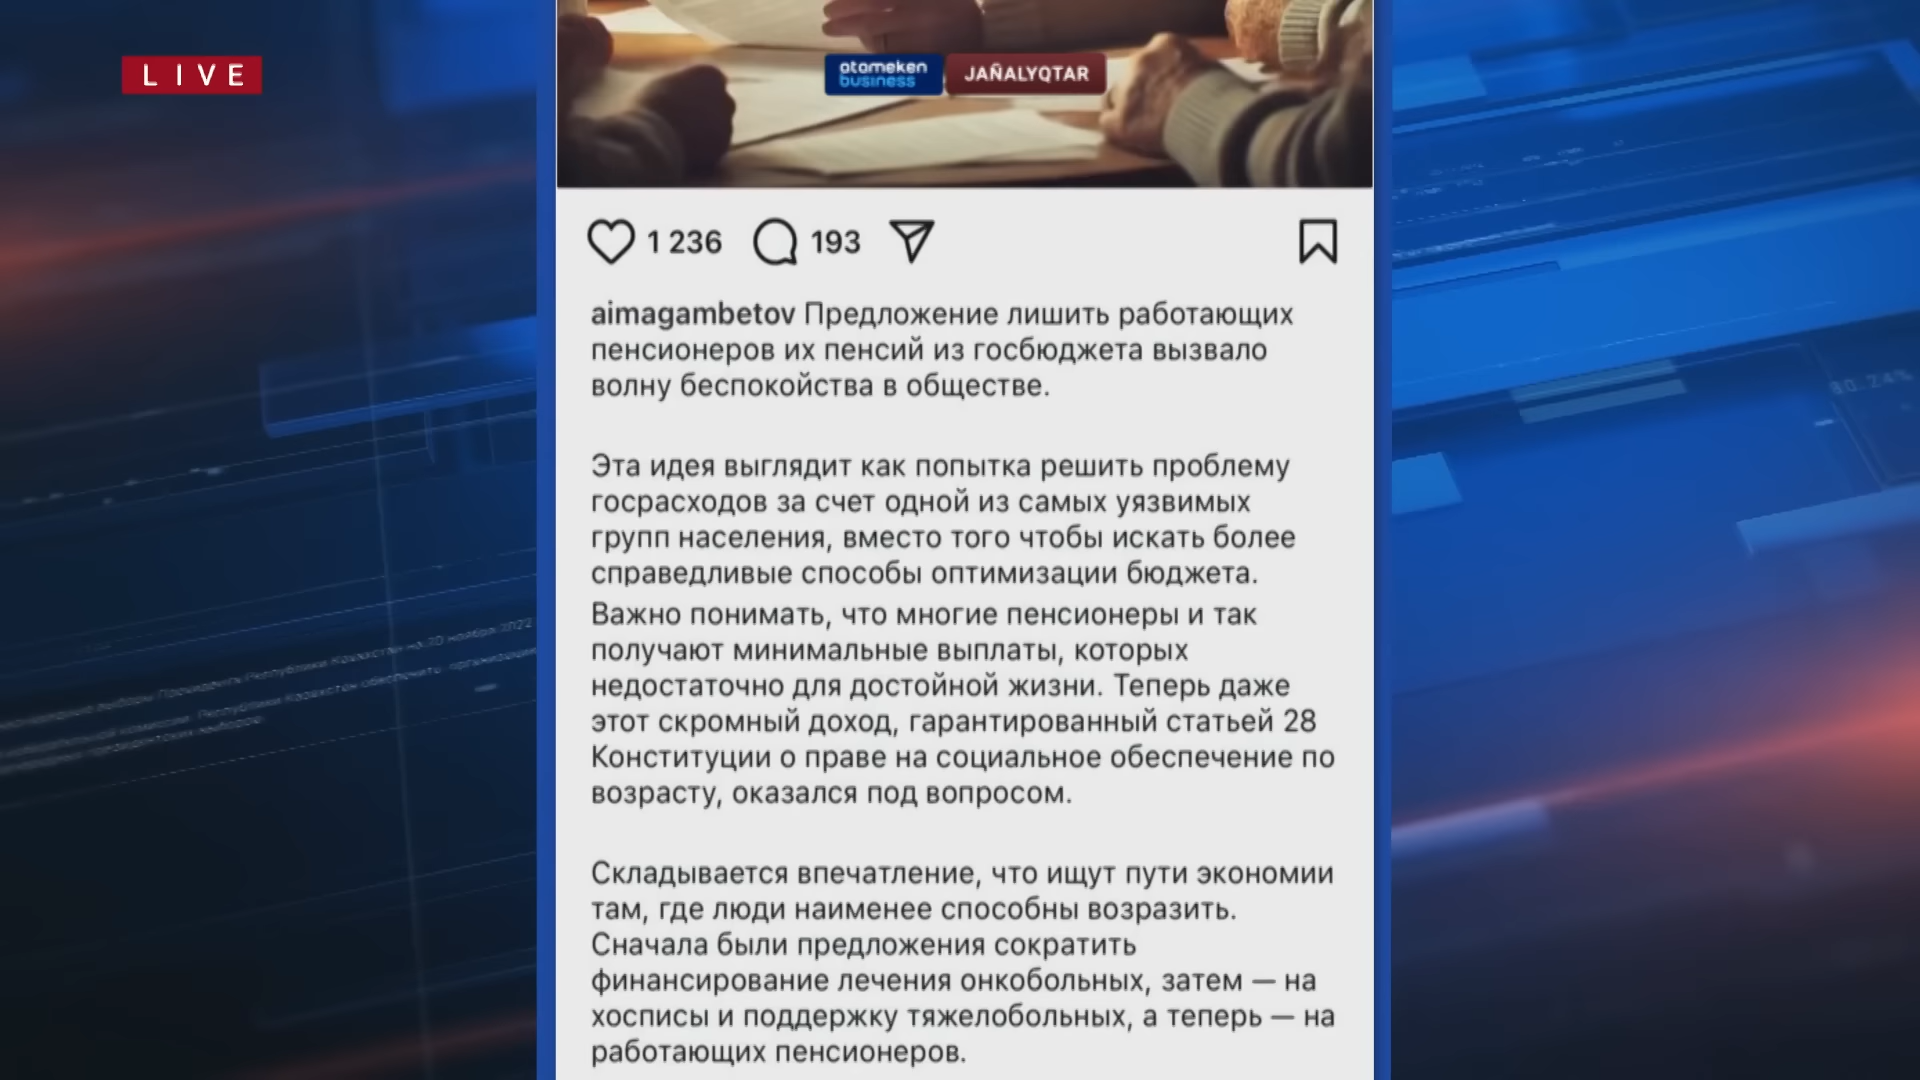 LIVE
atameken
business
JAÑALYQTAR
1 236
193
aimagambetov Предложение лишить работающих
пенсионеров их пенсий из госбюджета вызвало
волну беспокойства в обществе.
Эта идея выглядит как попытка решить проблему
госрасходов за счет одной из самых уязвимых
групп населения, вместо того чтобы искать более
справедливые способы оптимизации бюджета.
Важно понимать, что многие пенсионеры и так
получают минимальные выплаты, которых
недостаточно для достойной жизни. Теперь даже
этот скромный доход, гарантированный статьей 28
Конституции о праве на социальное обеспечение по
возрасту, оказался под вопросом.
Складывается впечатление, что ищут пути экономии
там, где люди наименее способны возразить.
Сначала были предложения сократить
финансирование лечения онкобольных, затем — на
хосписы и поддержку тяжелобольных, а теперь — на
работающих пенсионеров.